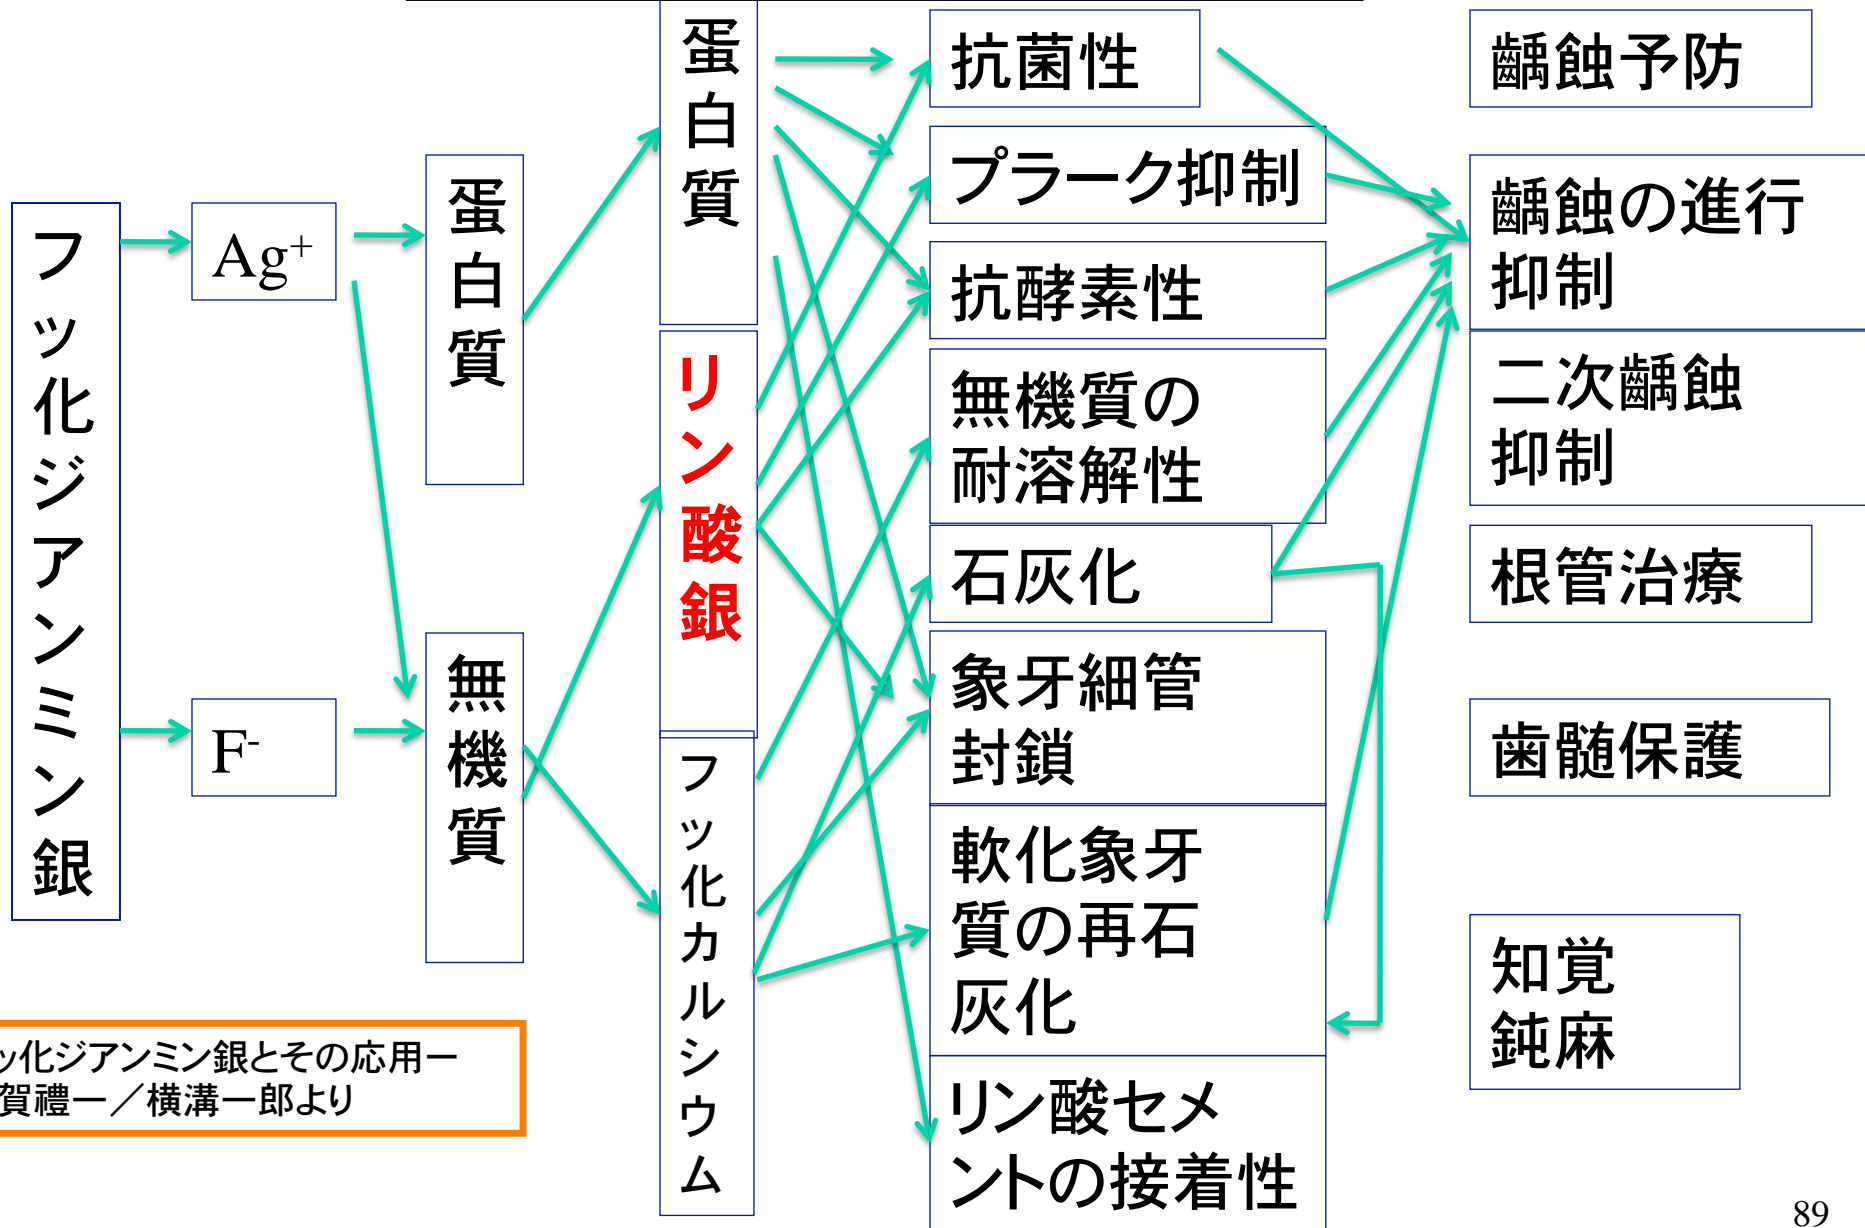 フッ化ジアンミン銀
Ag⁺
F⁻
蛋白質
無機質
蛋白質
リン酸銀
フッ化カルシウム
抗菌性
プラーク抑制
抗酵素性
無機質の
耐溶解性
石灰化
象牙細管
封鎖
軟化象牙
質の再石
灰化
リン酸セメ
ントの接着性
齲蝕予防
齲蝕の進行
抑制
二次齲蝕
抑制
根管治療
歯髄保護
知覚
鈍麻
ッ化ジアンミン銀とその応用ー
賀禮一／横溝一郎より
89